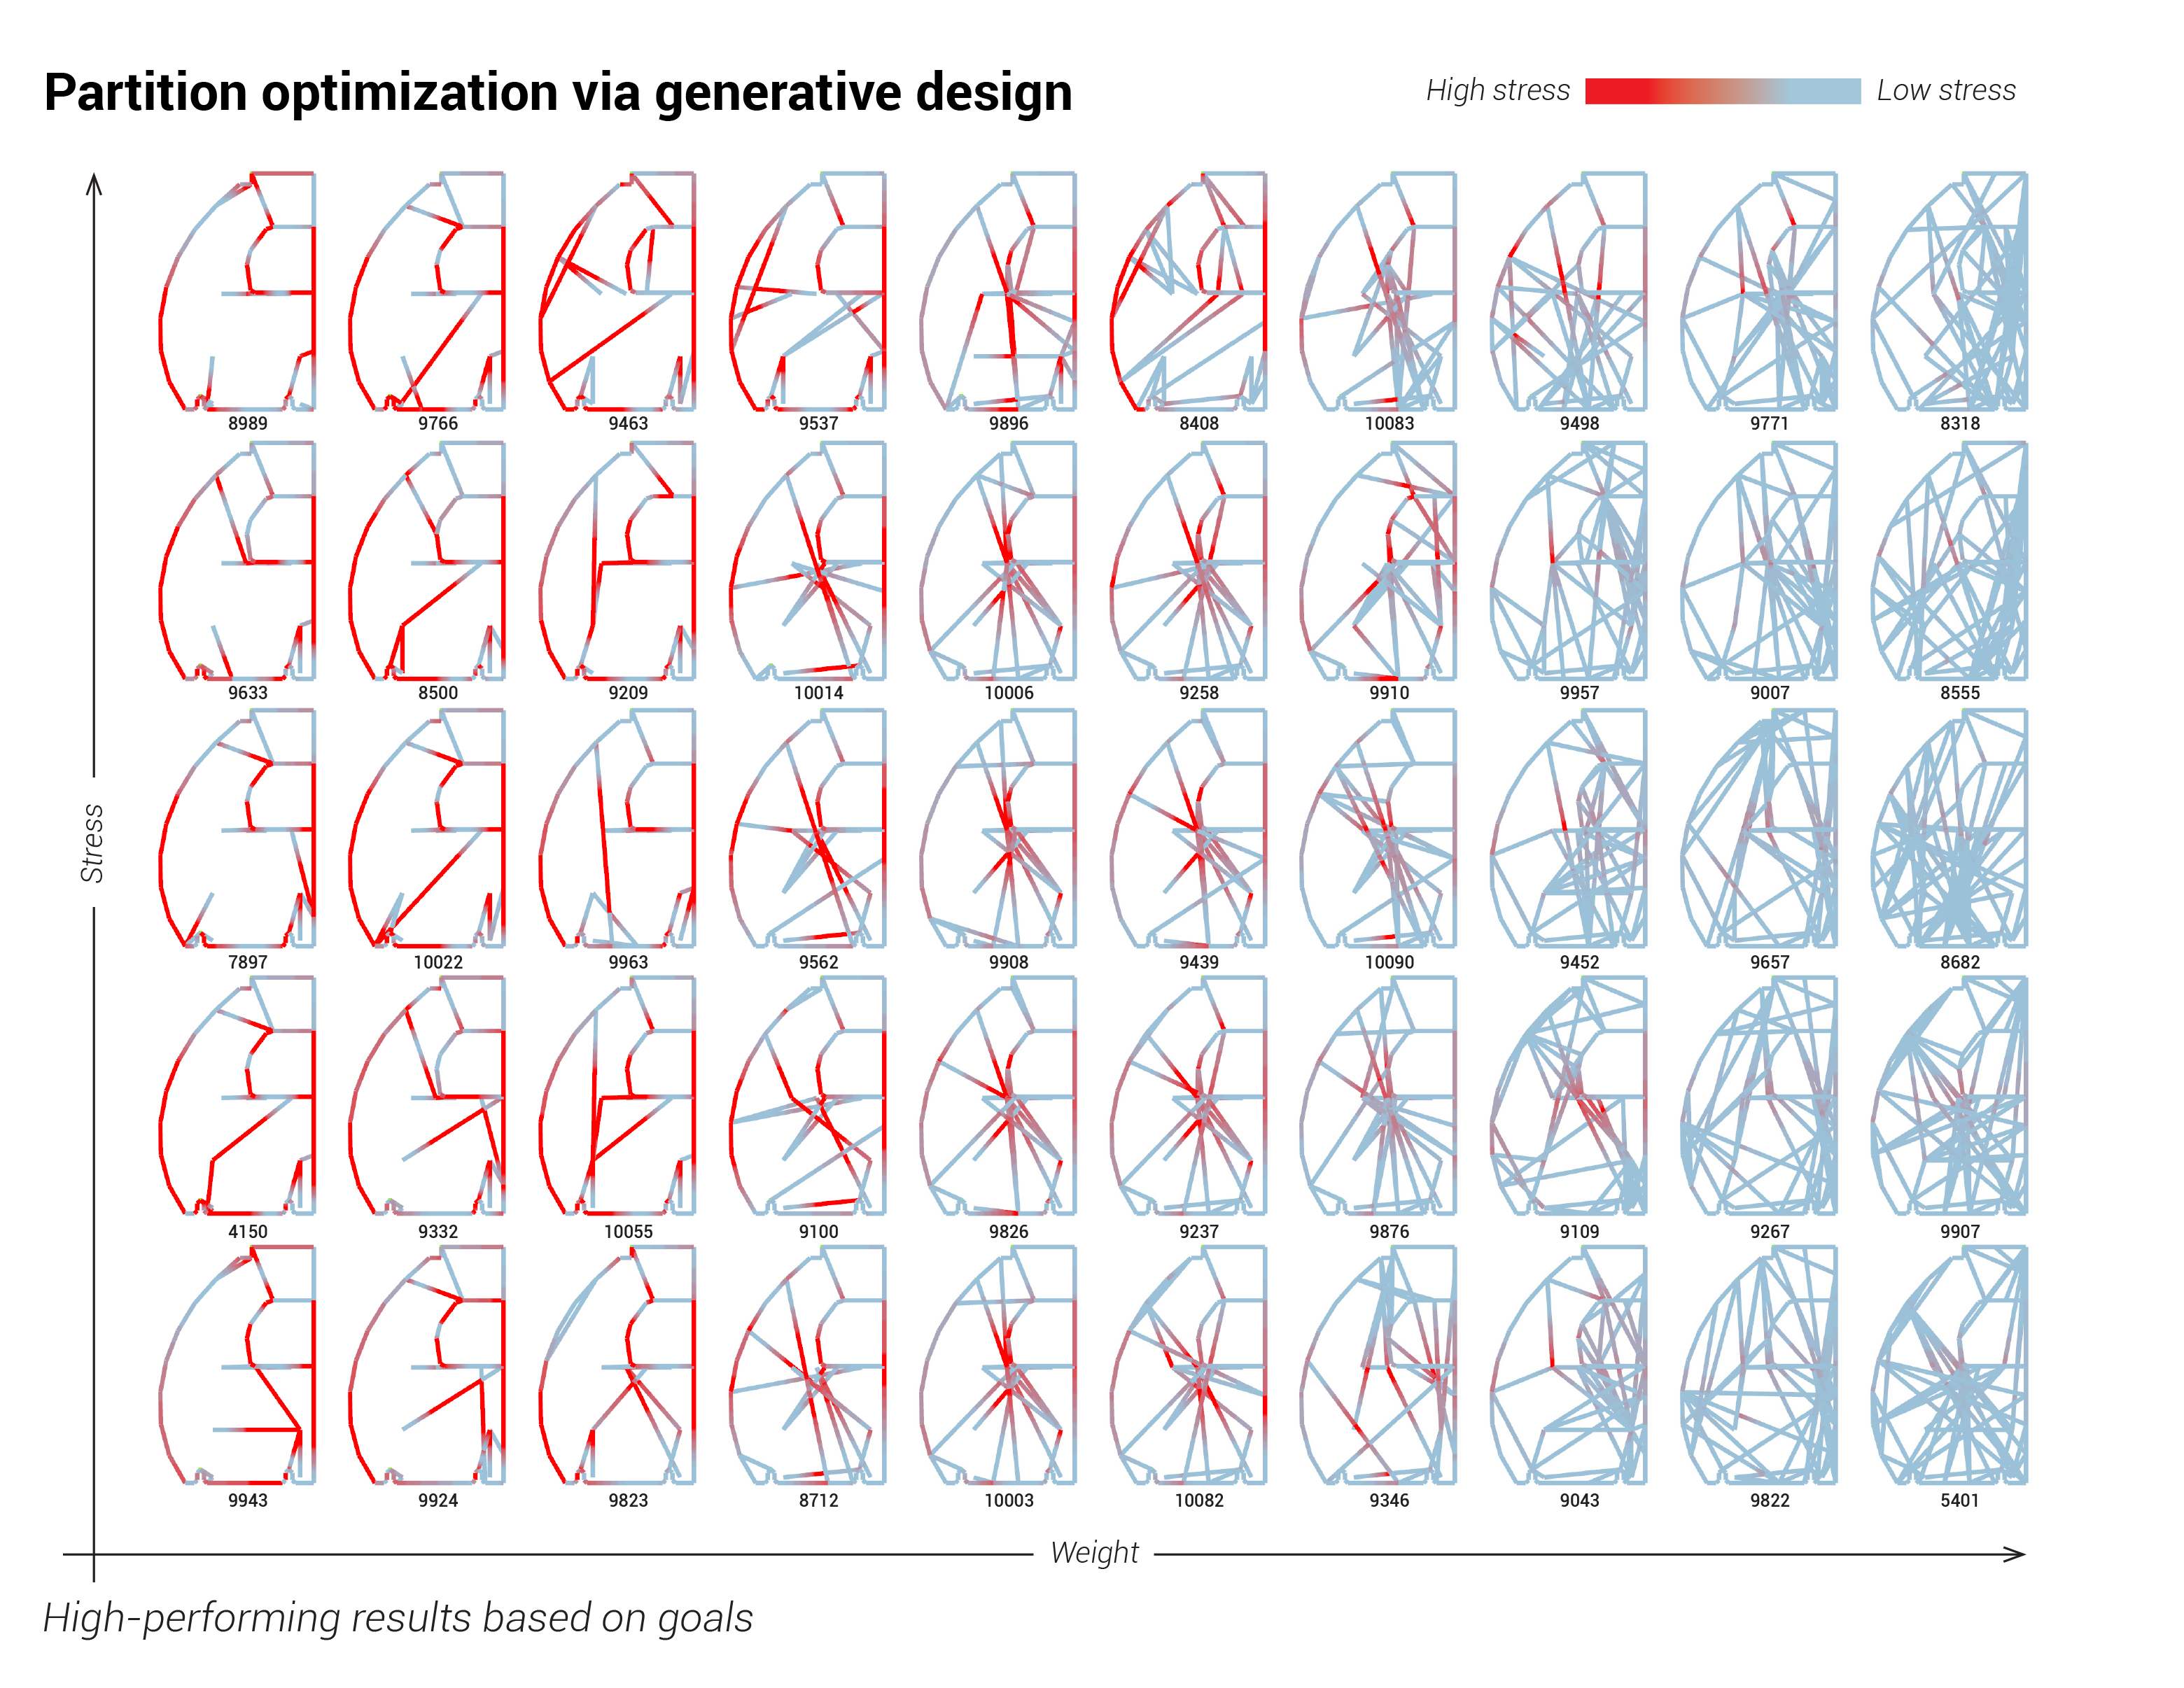 Partition optimization via generative design
High stress
Low stress
8989 9766 9463 9537 9896 8408 10083 9498 9771 8318
9633 8500 9209 10014 10006 9258 9910 9957 9007 8555
Stress
7897 10022 9963 9562 9908 9439 10090 9452 9657 8682
4150 9332 10055 9100 9826 9237 9876 9109 9267 9907
9943 9924 9823 8712 10003 10082 9346 9043 9822 5401
Weight
High-performing results based on goals